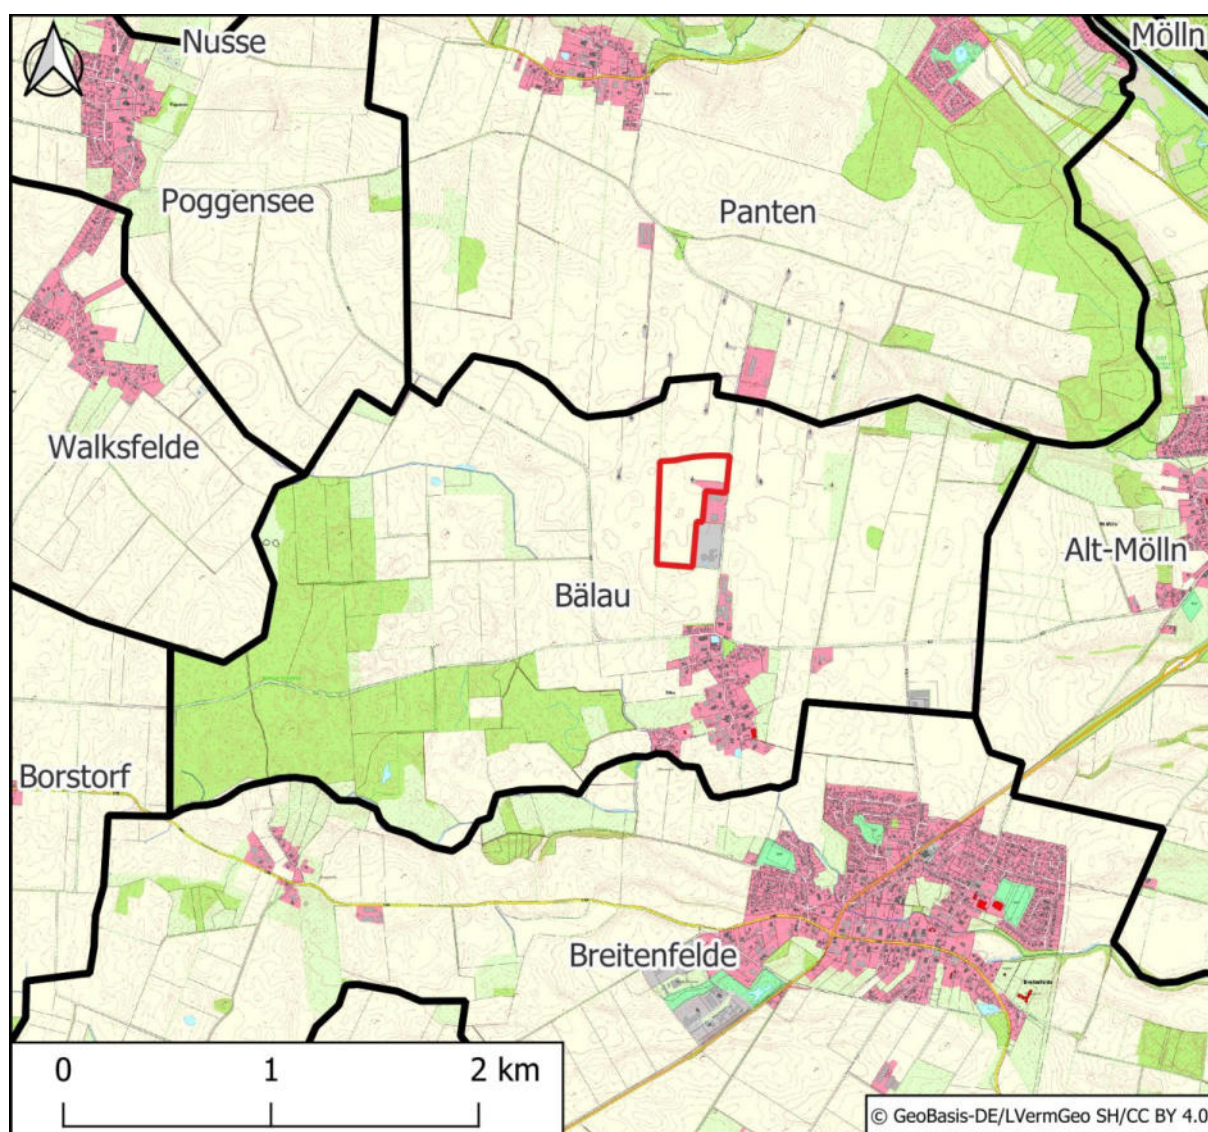 Nusse
Mölln
Poggensee
Panten
Walksfelde
Alt-Mölln
Bälau
Borstorf
Breitenfelde
0 1 2 km
© GeoBasis-DE/LVermGeo SH/CC BY 4.0